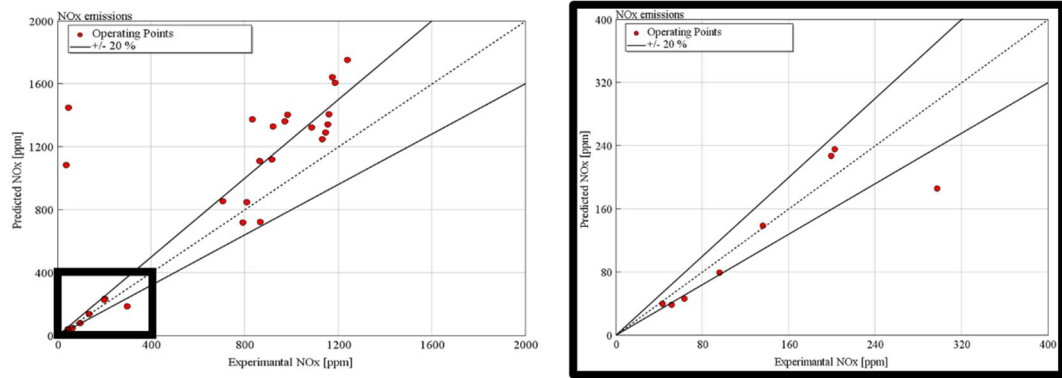 NOx emissions
2000
Operating Points
+/- 20 %
1600
1200
800
400
0
0 400 800 1200 1600 2000
Predicted NOx [ppm]
Experimantal NOx [ppm]
NOx emissions
400
Operating Points
+/- 20 %
320
240
160
80
0
0 80 160 240 320 400
Predicted NOx [ppm]
Experimantal NOx [ppm]